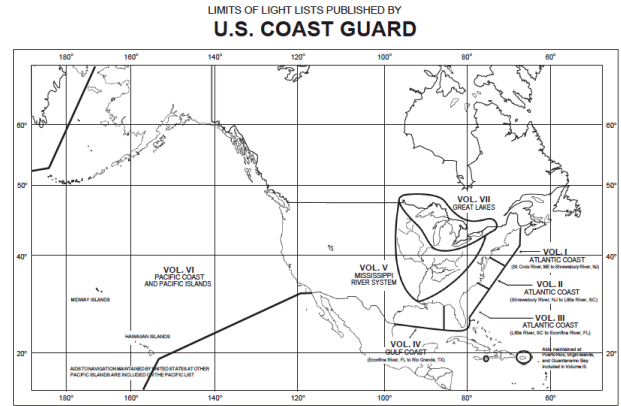 LIMITS OF LIGHT LISTS PUBLISHED BY
U.S. COAST GUARD
180° 160° 140° 120° 100° 80° 60°
60° 60°
50° 50°
40° 40°
20° 20°
VOL. VII
GREAT LAKES
VOL. I
ATLANTIC COAST
(St. Croix River, ME to Shrewsbury River, NJ)
VOL. VI
PACIFIC COAST
AND PACIFIC ISLANDS
VOL. V
MISSISSIPPI
RIVER SYSTEM
VOL. II
ATLANTIC COAST
(Shrewsbury River, NJ to Little River, SC)
MIDWAY ISLANDS
VOL. III
ATLANTIC COAST
(Little River, SC to Econfina River, FL)
HAWAIIAN ISLANDS
VOL. IV
GULF COAST
(Econfina River, FL to Rio Grande, TX)
Aids maintained at
Puerto Rico, Virgin Islands,
and Guantanamo Bay
included in Volume III.
AIDS TO NAVIGATION MAINTAINED BY UNITED STATES AT OTHER
PACIFIC ISLANDS ARE INCLUDED ON THE PACIFIC LIST
180° 160° 140° 120° 100° 80° 60°